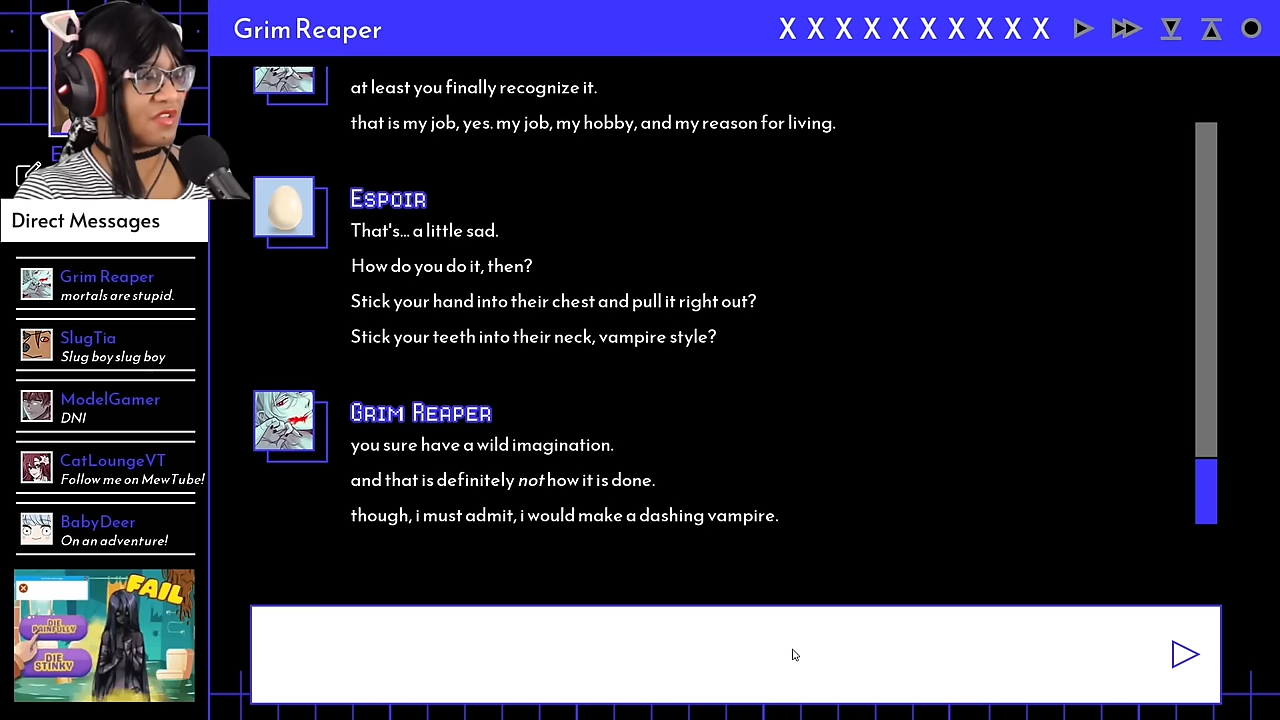 Grim Reaper
X X X X X X X X X X
at least you finally recognize it.
that is my job, yes. my job, my hobby, and my reason for living.
Espoir
That's... a little sad.
How do you do it, then?
Stick your hand into their chest and pull it right out?
Stick your teeth into their neck, vampire style?
Grim Reaper
you sure have a wild imagination.
and that is definitely not how it is done.
though, i must admit, i would make a dashing vampire.
E
Direct Messages
Grim Reaper
mortals are stupid.
SlugTia
Slug boy slug boy
ModelGamer
DNI
CatLoungeVT
Follow me on MewTube!
BabyDeer
On an adventure!
FAIL
DIE
PAINFULLY
DIE
STINKY